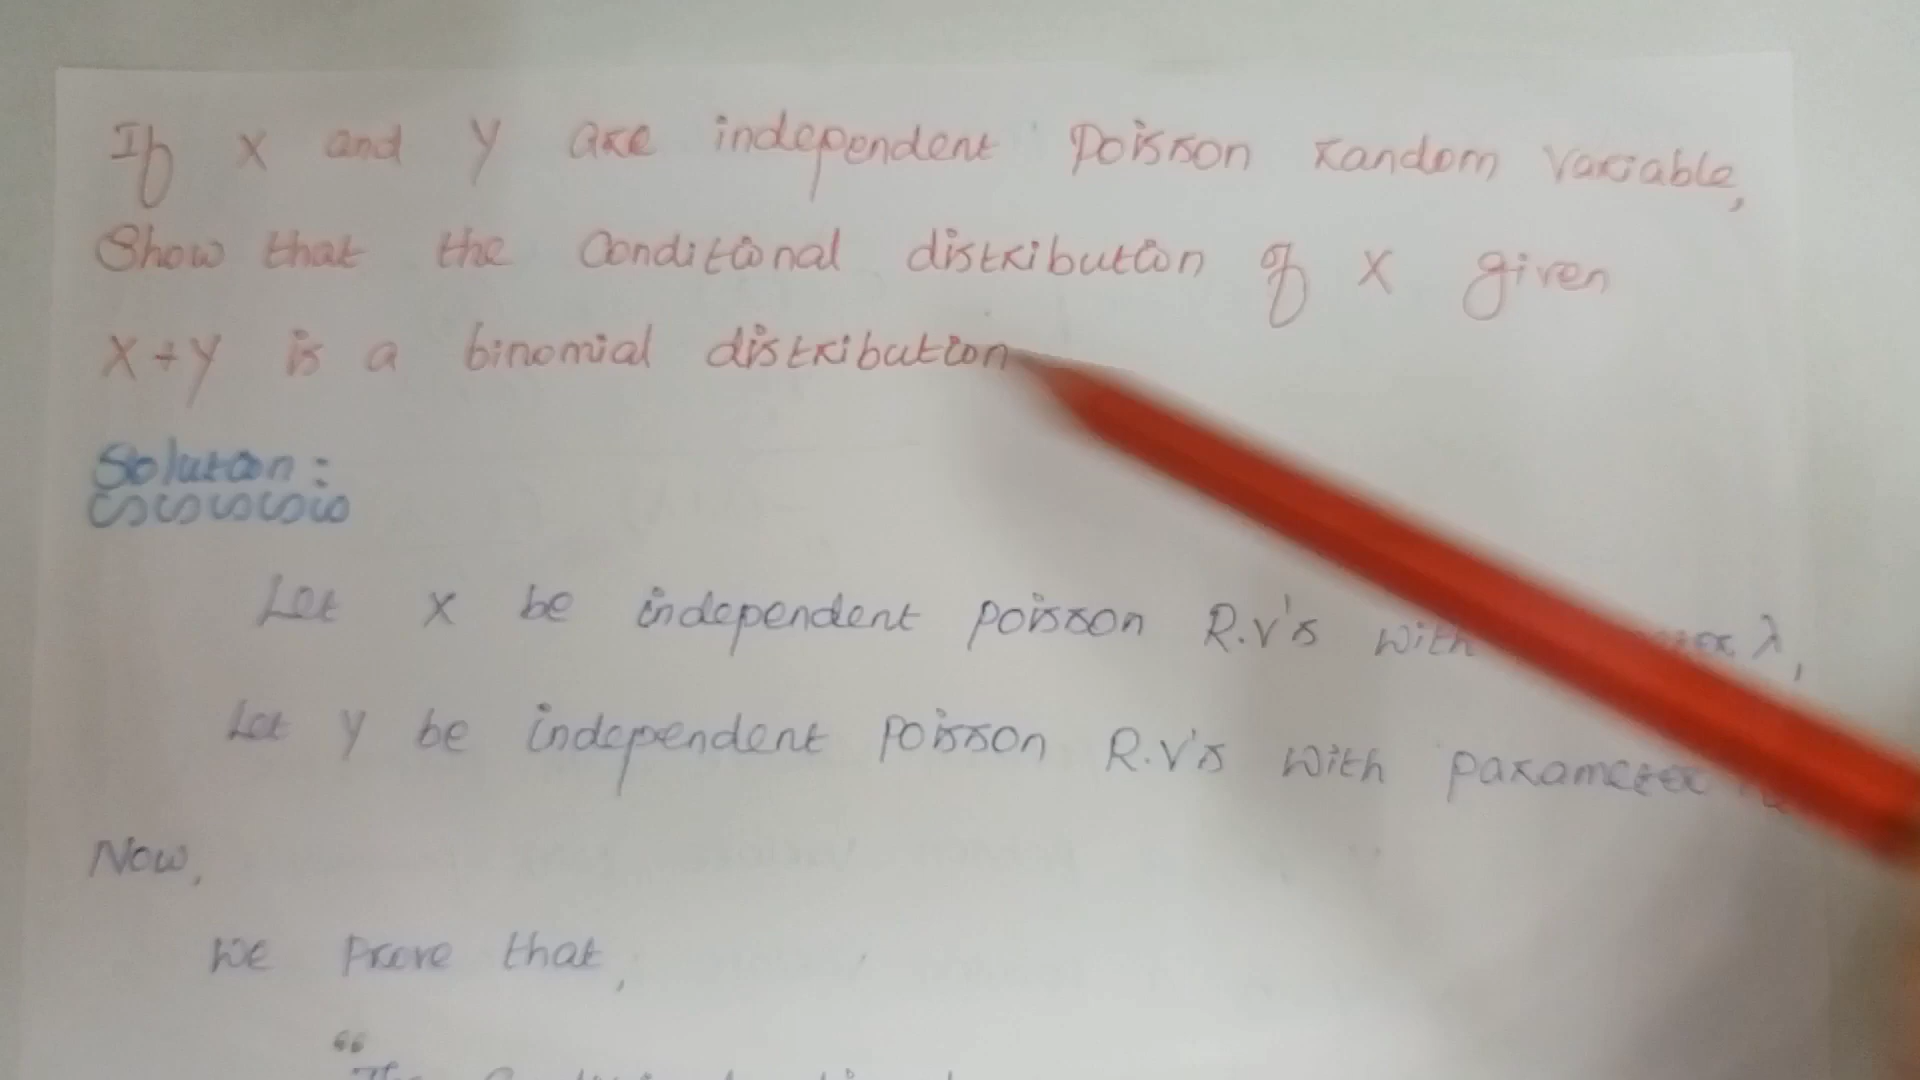 If X and Y are independent Poisson random variable,
Show that the Conditional distribution of X given
X+Y is a binomial distribution
Solution:
Let X be independent poisson R.V's with λ,
Let Y be independent poisson R.V's with parameter
Now,
We Prove that,
"